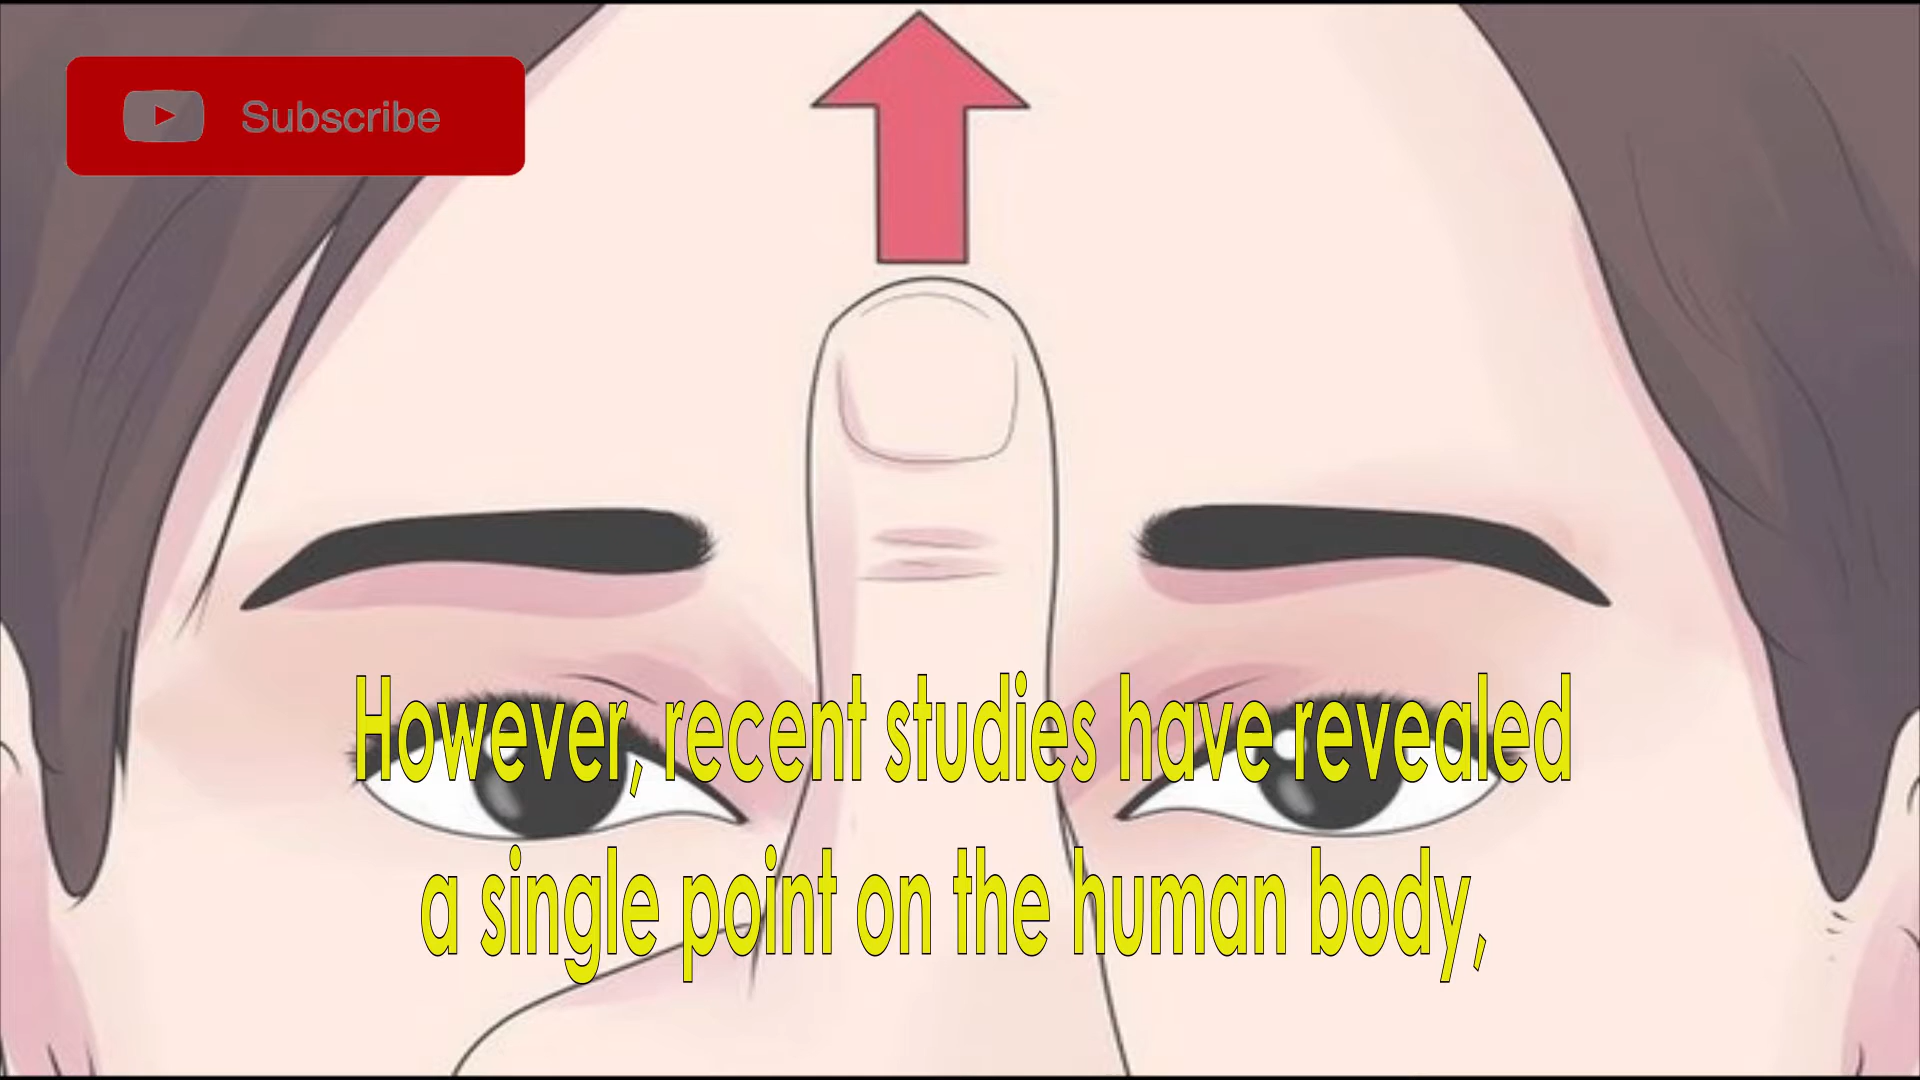 Subscribe
However, recent studies have revealed
a single point on the human body,